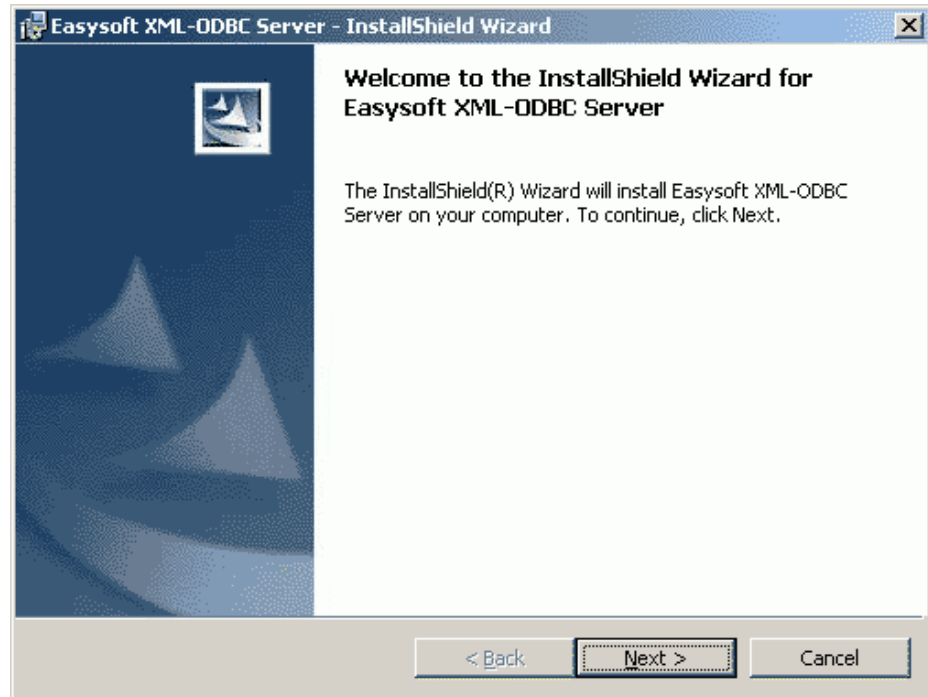 Easysoft XML-ODBC Server - InstallShield Wizard
Welcome to the InstallShield Wizard for
Easysoft XML-ODBC Server
The InstallShield(R) Wizard will install Easysoft XML-ODBC
Server on your computer. To continue, click Next.
< Back
Next >
Cancel